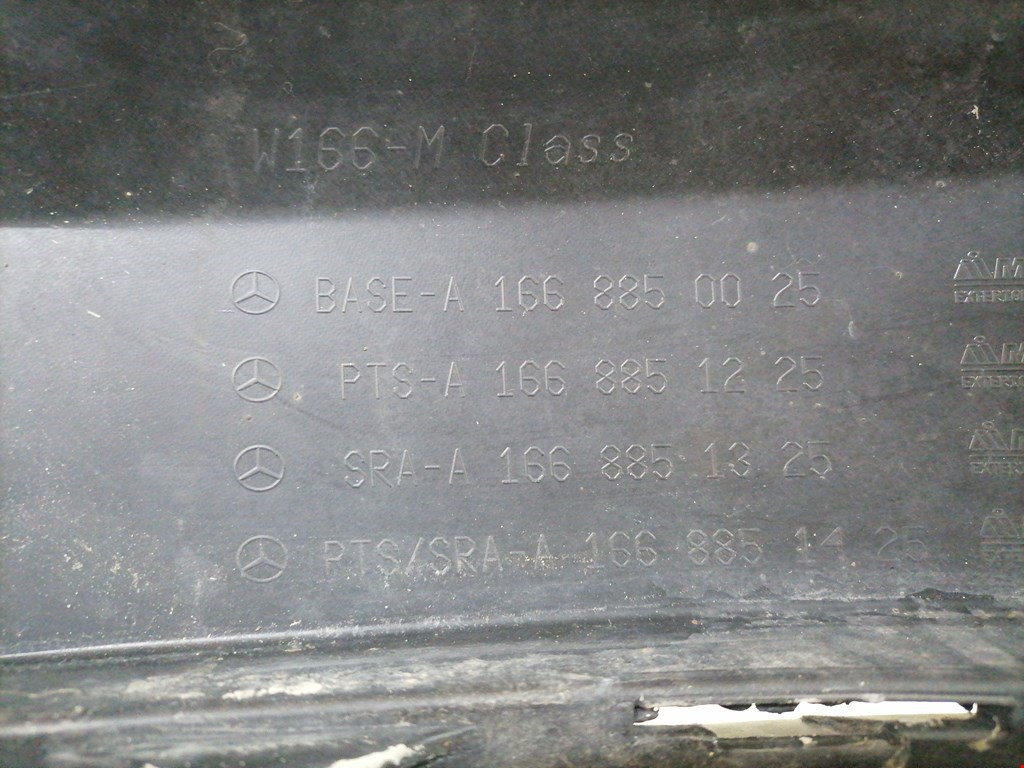 W166-M Class
BASE-A 166 885 00 25
PTS-A 166 885 12 25
SRA-A 166 885 13 25
PTS/SRA-A 166 885 14 25